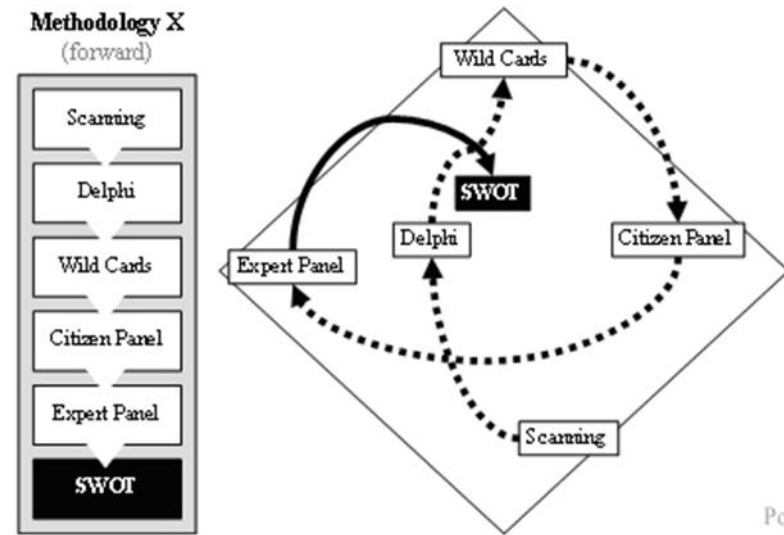 Methodology X
(forward)
Scanning
Delphi
Wild Cards
Citizen Panel
Expert Panel
SWOT
Wild Cards
SWOT
Delphi
Citizen Panel
Expert Panel
Scanning